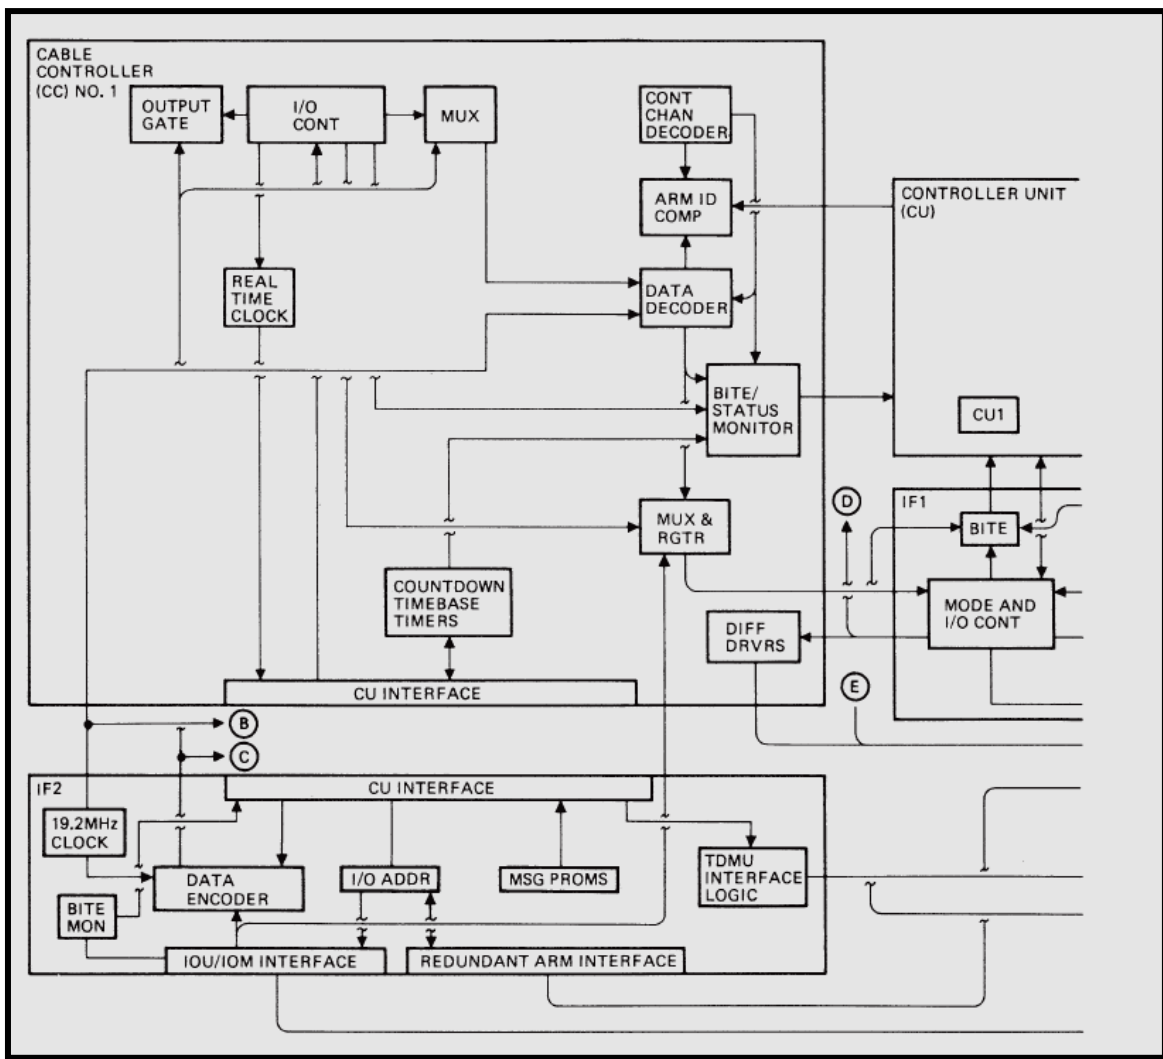 CABLE
CONTROLLER
(CC) NO. 1
OUTPUT
GATE
I/O
CONT
MUX
CONT
CHAN
DECODER
ARM ID
COMP
CONTROLLER UNIT
(CU)
REAL
TIME
CLOCK
DATA
DECODER
BITE/
STATUS
MONITOR
CU1
D
IF1
BITE
MUX &
RGTR
COUNTDOWN
TIMEBASE
TIMERS
MODE AND
I/O CONT
DIFF
DRVRS
E
CU INTERFACE
B
C
IF2
CU INTERFACE
19.2MHz
CLOCK
DATA
ENCODER
I/O ADDR
MSG PROMS
TDMU
INTERFACE
LOGIC
BITE
MON
IOU/IOM INTERFACE
REDUNDANT ARM INTERFACE